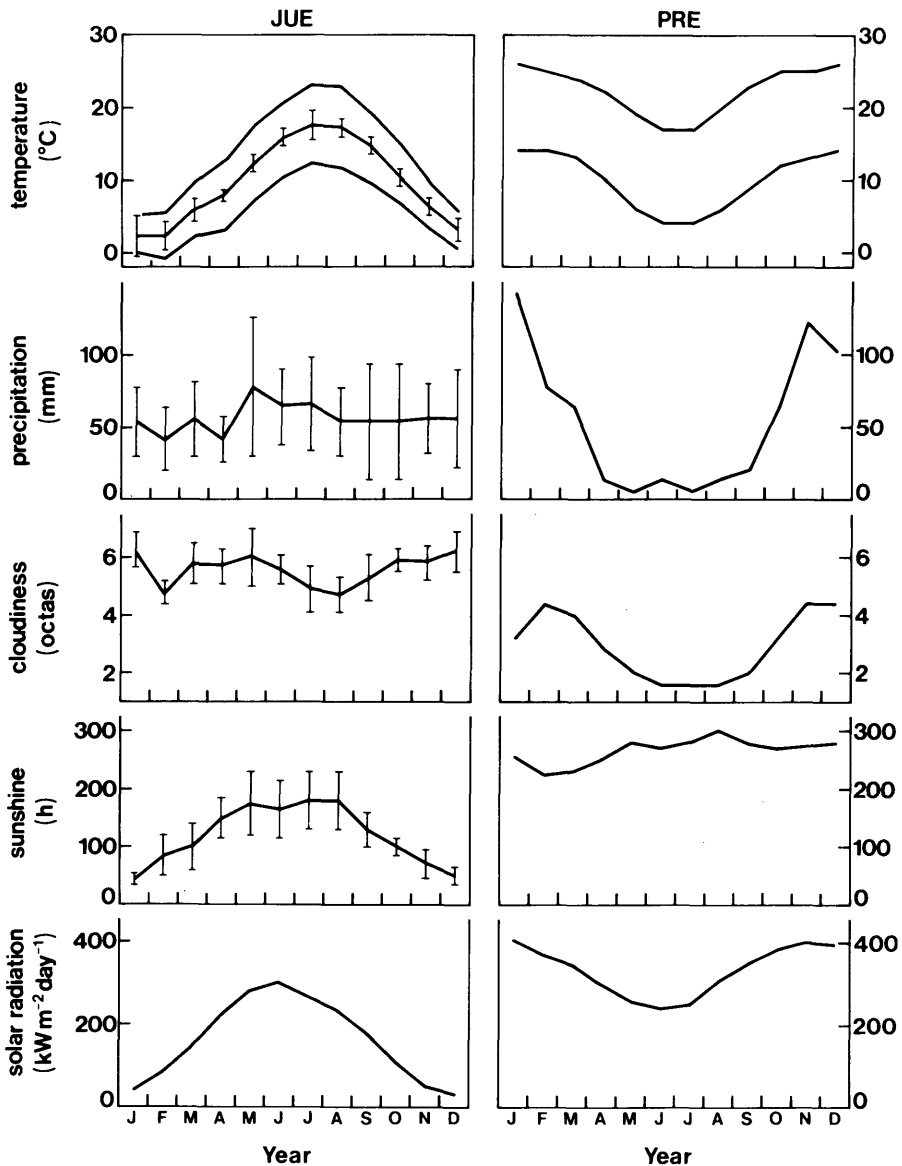 JUE
PRE
temperature
(°C)
30
20
10
0
30
20
10
0
precipitation
(mm)
100
50
0
100
50
0
cloudiness
(octas)
6
4
2
6
4
2
sunshine
(h)
300
200
100
0
300
200
100
0
solar radiation
(kWm⁻²day⁻¹)
400
200
0
400
200
0
J F M A M J J A S O N D
J F M A M J J A S O N D
Year
Year